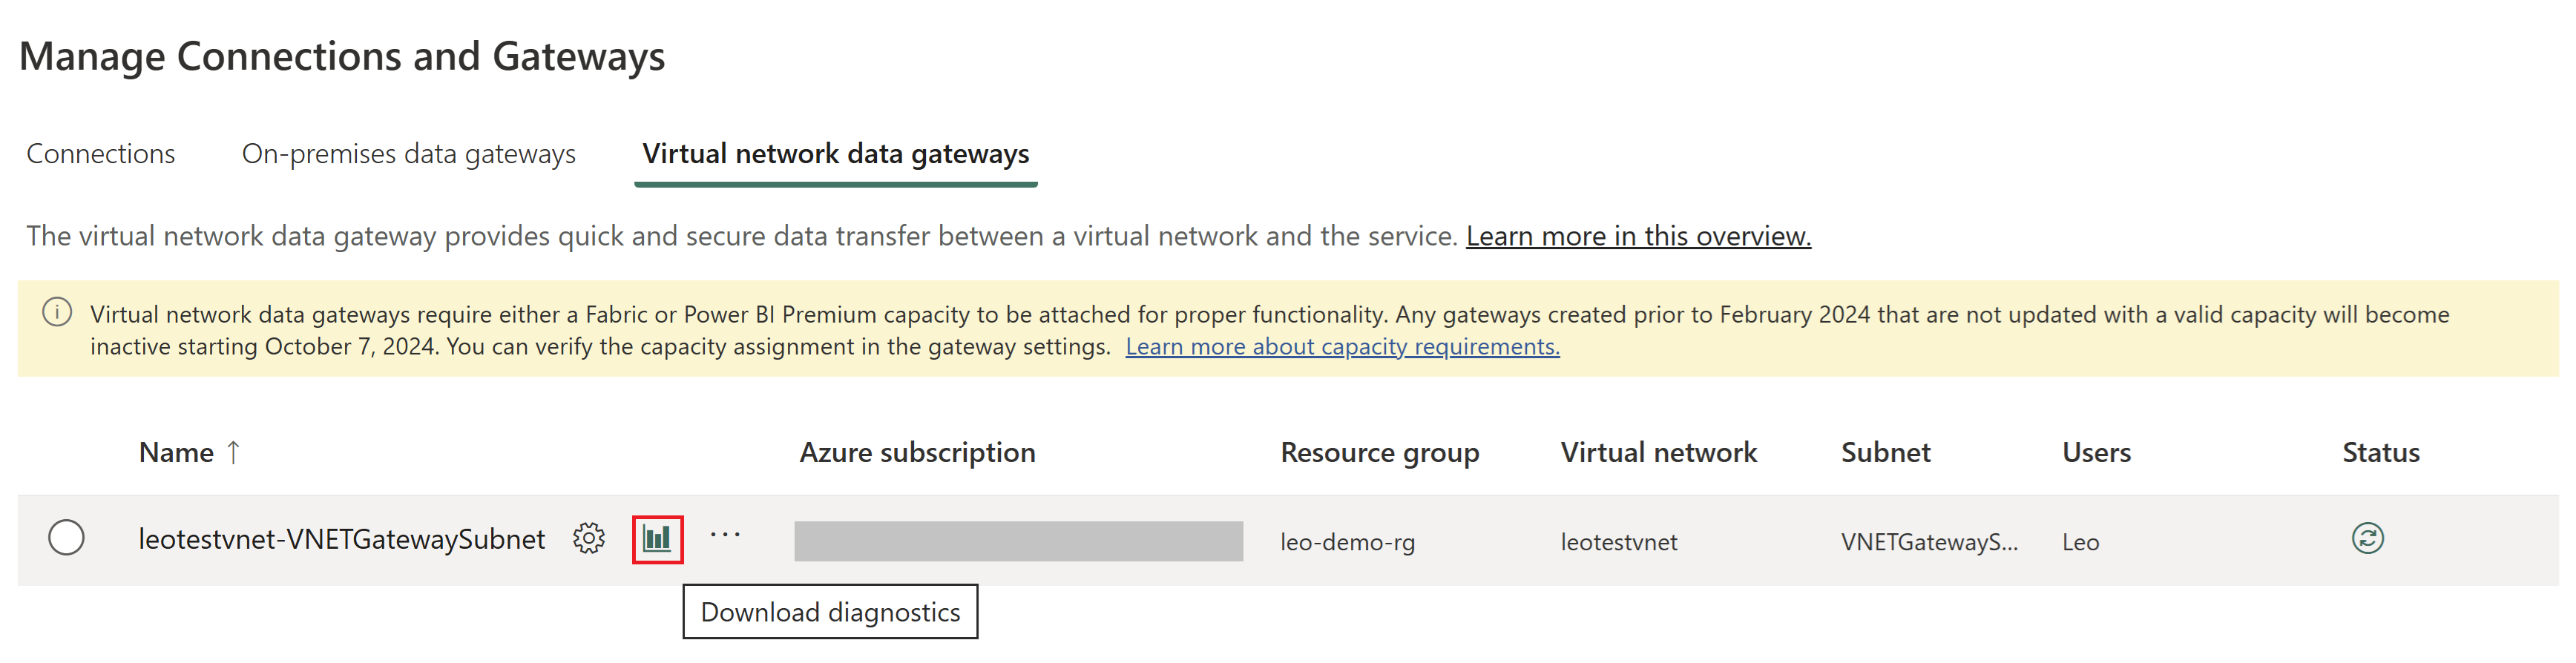 Manage Connections and Gateways
Connections On-premises data gateways Virtual network data gateways
The virtual network data gateway provides quick and secure data transfer between a virtual network and the service. Learn more in this overview.
Virtual network data gateways require either a Fabric or Power BI Premium capacity to be attached for proper functionality. Any gateways created prior to February 2024 that are not updated with a valid capacity will become
inactive starting October 7, 2024. You can verify the capacity assignment in the gateway settings. Learn more about capacity requirements.
Name ↑ Azure subscription Resource group Virtual network Subnet Users Status
leotestvnet-VNETGatewaySubnet ... leo-demo-rg leotestvnet VNETGatewayS... Leo
Download diagnostics